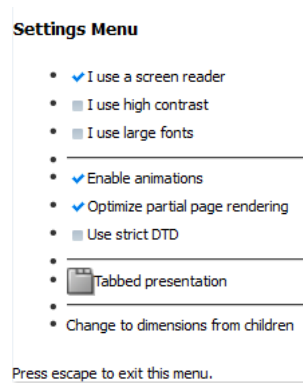 Settings Menu
I use a screen reader
I use high contrast
I use large fonts
Enable animations
Optimize partial page rendering
Use strict DTD
Tabbed presentation
Change to dimensions from children
Press escape to exit this menu.